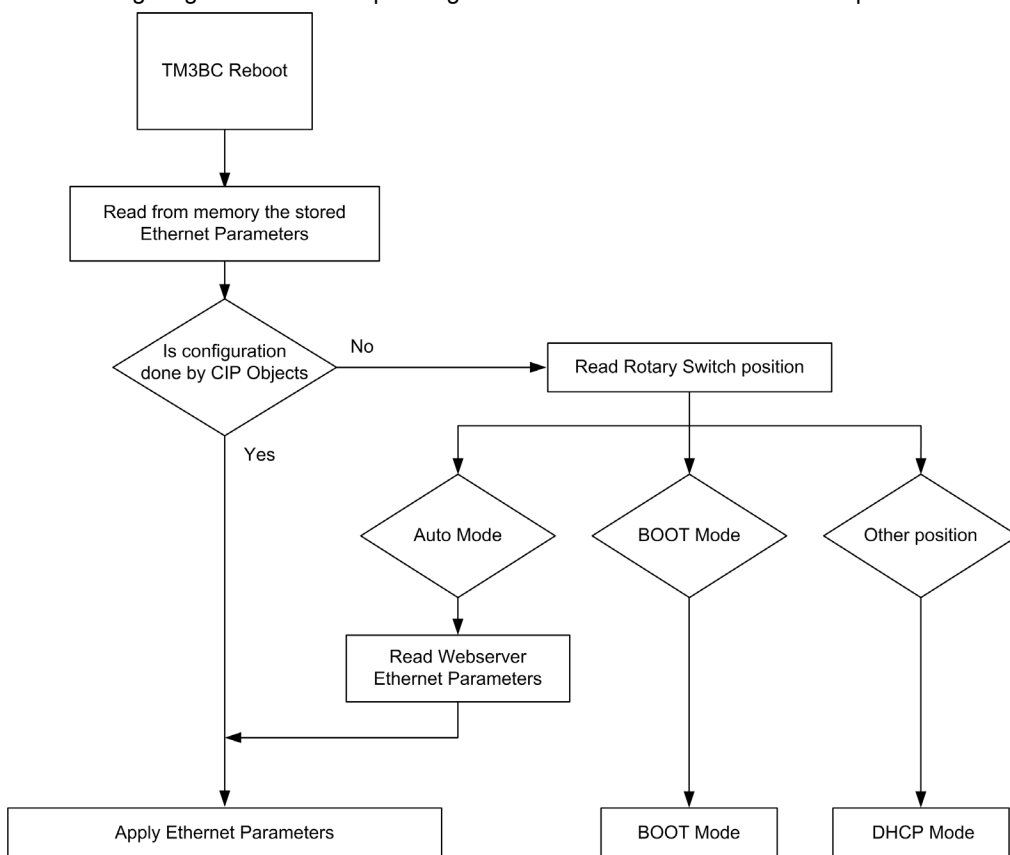 TM3BC Reboot
Read from memory the stored
Ethernet Parameters
Is configuration
done by CIP Objects
No
Read Rotary Switch position
Yes
Auto Mode
BOOT Mode
Other position
Read Webserver
Ethernet Parameters
Apply Ethernet Parameters
BOOT Mode
DHCP Mode